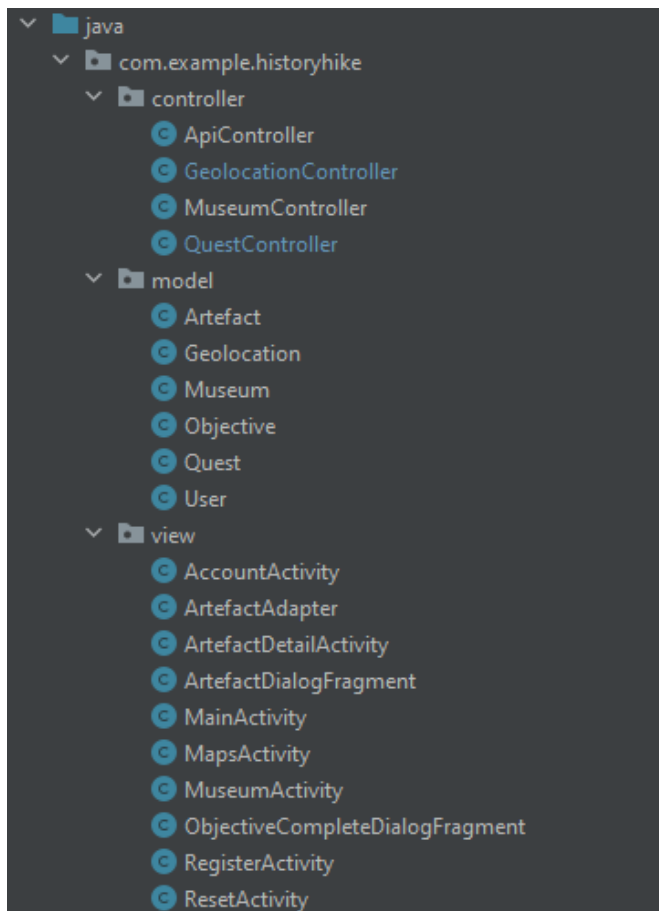 java
com.example.historyhike
controller
C ApiController
C GeolocationController
C MuseumController
C QuestController
model
C Artefact
C Geolocation
C Museum
C Objective
C Quest
C User
view
C AccountActivity
C ArtefactAdapter
C ArtefactDetailActivity
C ArtefactDialogFragment
C MainActivity
C MapsActivity
C MuseumActivity
C ObjectiveCompleteDialogFragment
C RegisterActivity
C ResetActivity